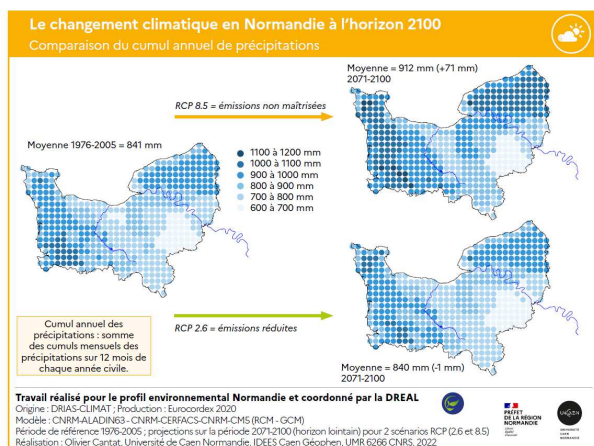 Le changement climatique en Normandie à l'horizon 2100
Comparaison du cumul annuel de précipitations
Moyenne = 912 mm (+71 mm)
2071-2100
RCP 8.5 = émissions non maîtrisées
Moyenne 1976-2005 = 841 mm
1100 à 1200 mm
1000 à 1100 mm
900 à 1000 mm
800 à 900 mm
700 à 800 mm
600 à 700 mm
Cumul annuel des
précipitations : somme
des cumuls mensuels des
précipitations sur 12 mois de
chaque année civile.
RCP 2.6 = émissions réduites
Moyenne = 840 mm (-1 mm)
2071-2100
Travail réalisé pour le profil environnemental Normandie et coordonné par la DREAL
Origine : DRIAS-CLIMAT ; Production : Eurocordex 2020
Modèle : CNRM-ALADIN63 - CNRM-CERFACS-CNRM-CM5 (RCM - GCM)
Période de référence 1976-2005 ; projections sur la période 2071-2100 (horizon lointain) pour 2 scénarios RCP (2.6 et 8.5)
Réalisation : Olivier Cantat, Université de Caen Normandie, IDEES Caen Géophen, UMR 6266 CNRS, 2022
PRÉFET
DE LA RÉGION
NORMANDIE